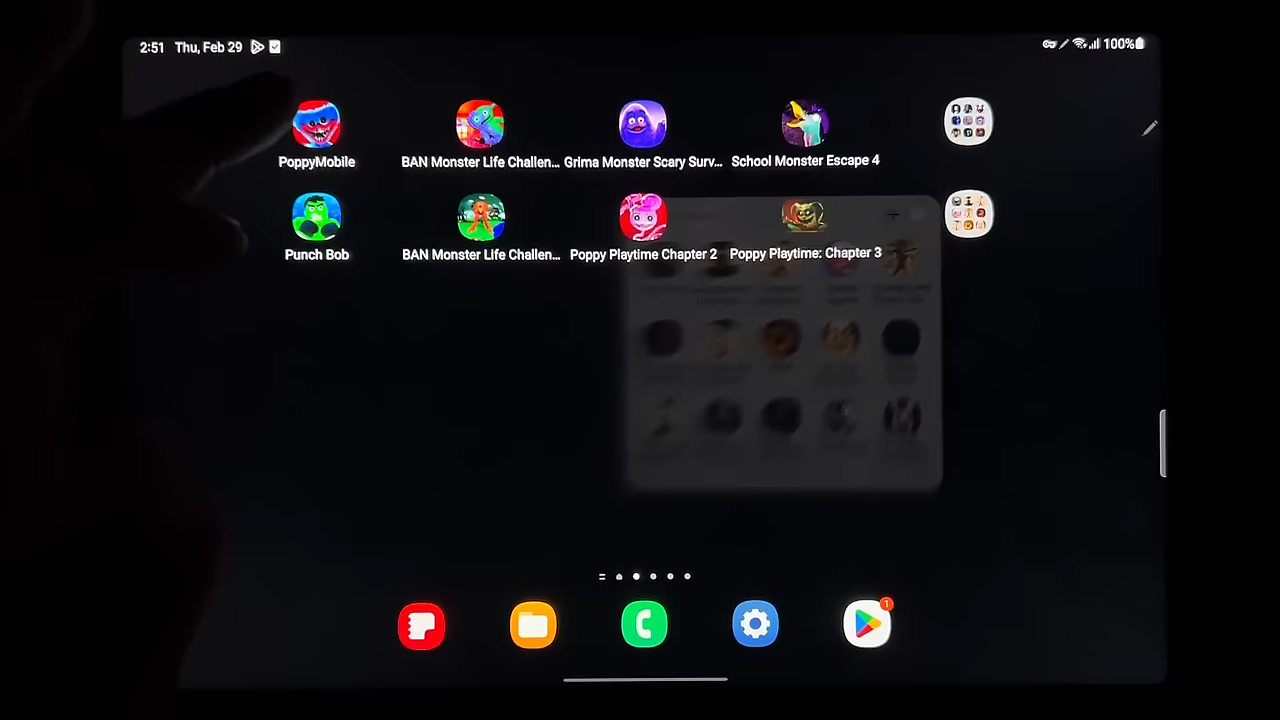 2:51 Thu, Feb 29
100%
PoppyMobile
BAN Monster Life Challen...
Grima Monster Scary Surv...
School Monster Escape 4
Punch Bob
BAN Monster Life Challen...
Poppy Playtime Chapter 2
Poppy Playtime: Chapter 3
1